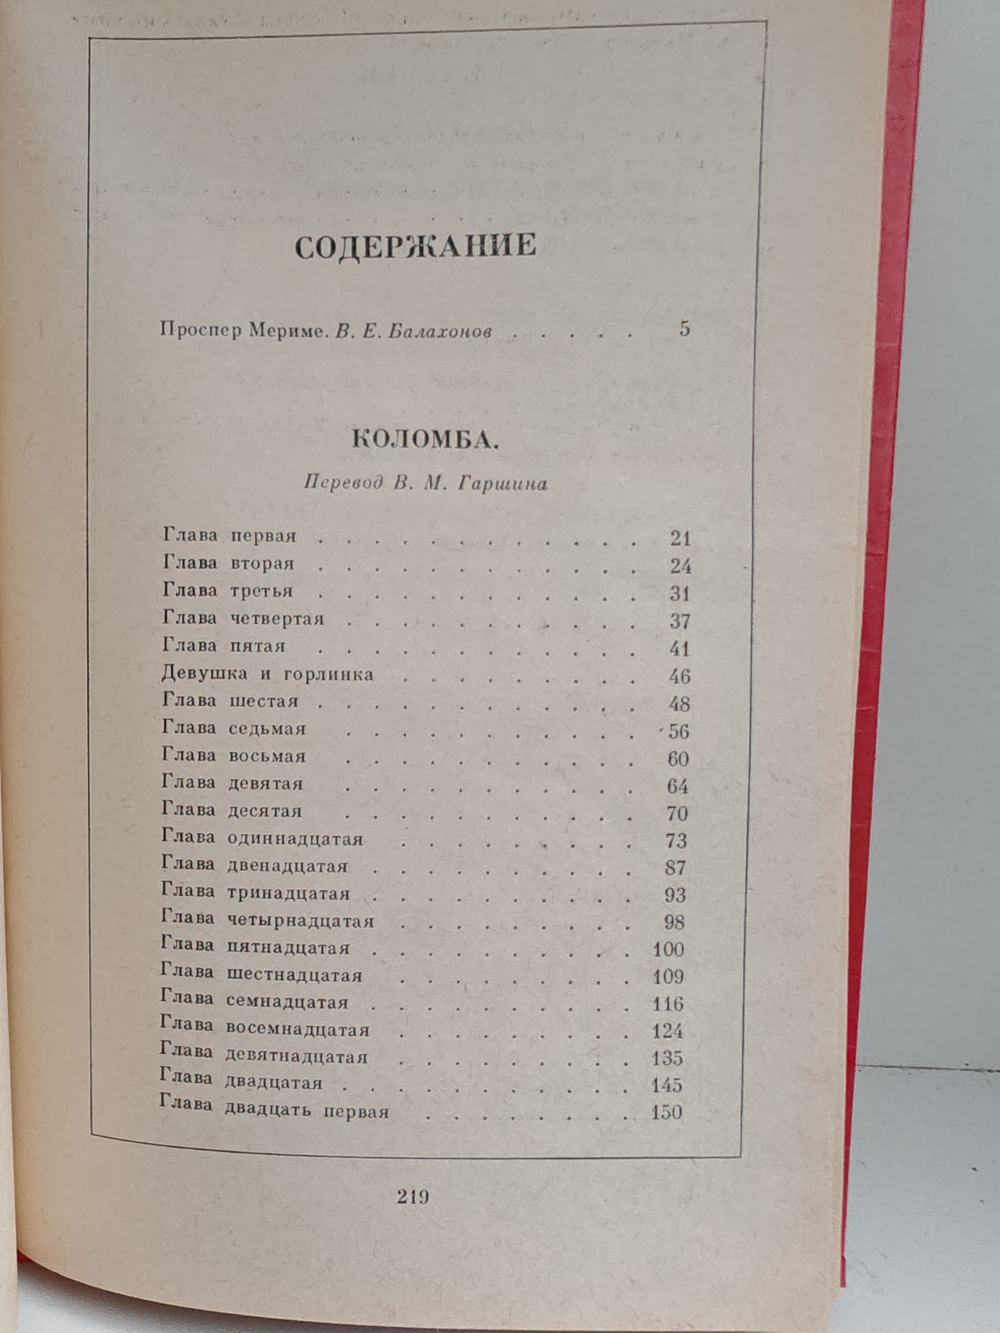 СОДЕРЖАНИЕ
Проспер Мериме. В. Е. Балахонов . . . . . 5
КОЛОМБА.
Перевод В. М. Гаршина
Глава первая . . . . . . . . . . . . 21
Глава вторая . . . . . . . . . . . . 24
Глава третья . . . . . . . . . . . . 31
Глава четвертая . . . . . . . . . . . 37
Глава пятая . . . . . . . . . . . . 41
Девушка и горлинка . . . . . . . . . 46
Глава шестая . . . . . . . . . . . . 48
Глава седьмая . . . . . . . . . . . 56
Глава восьмая . . . . . . . . . . . 60
Глава девятая . . . . . . . . . . . 64
Глава десятая . . . . . . . . . . . 70
Глава одиннадцатая . . . . . . . . . 73
Глава двенадцатая . . . . . . . . . . 87
Глава тринадцатая . . . . . . . . . . 93
Глава четырнадцатая . . . . . . . . . 98
Глава пятнадцатая . . . . . . . . . . 100
Глава шестнадцатая . . . . . . . . . 109
Глава семнадцатая . . . . . . . . . . 116
Глава восемнадцатая . . . . . . . . . 124
Глава девятнадцатая . . . . . . . . . 135
Глава двадцатая . . . . . . . . . . . 145
Глава двадцать первая . . . . . . . . 150
219